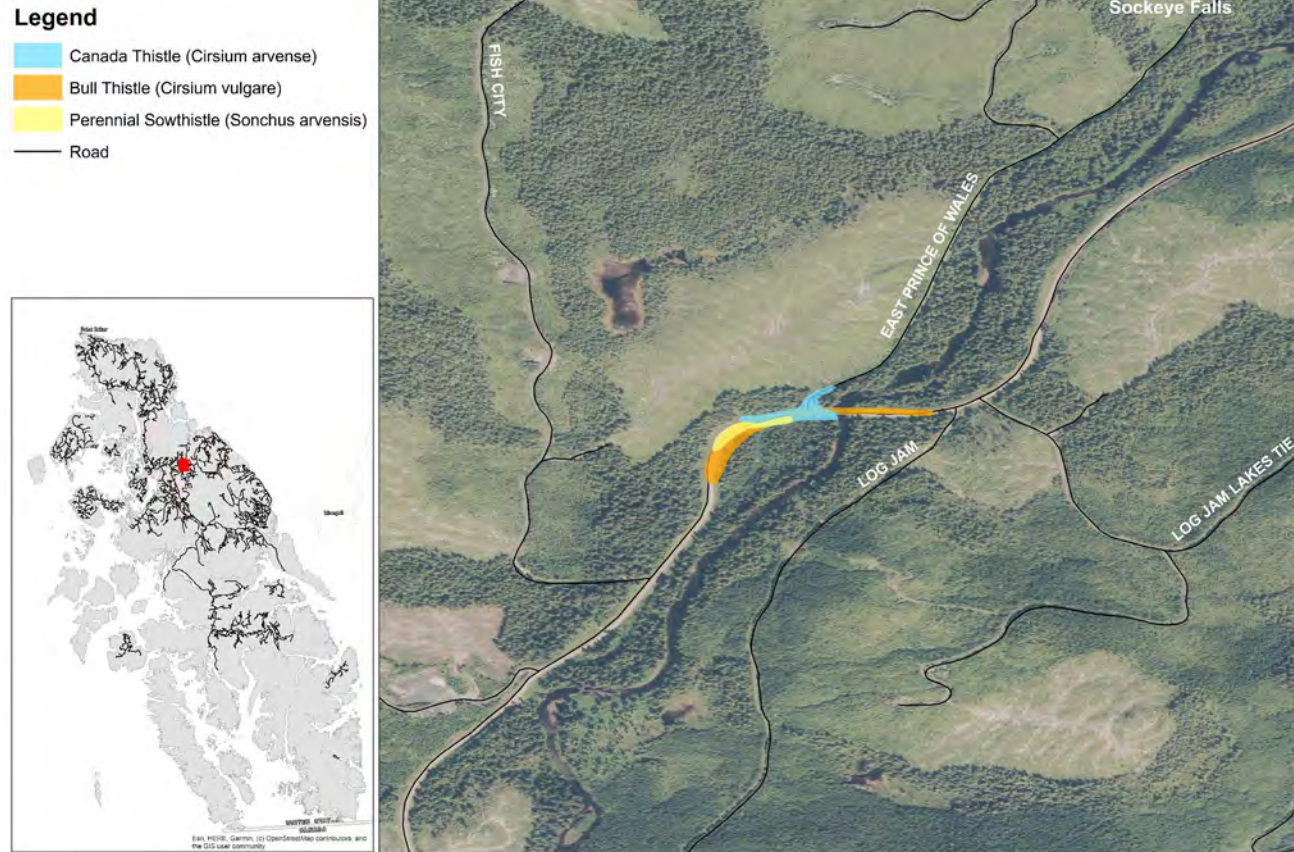 Legend
Canada Thistle (Cirsium arvense)
Bull Thistle (Cirsium vulgare)
Perennial Sowthistle (Sonchus arvensis)
Road
Sockeye Falls
FISH CITY
EAST PRINCE OF WALES
LOG JAM
LOG JAM LAKES TIE
CANADA
Esri, HERE, Garmin, (c) OpenStreetMap contributors, and
the GIS user community